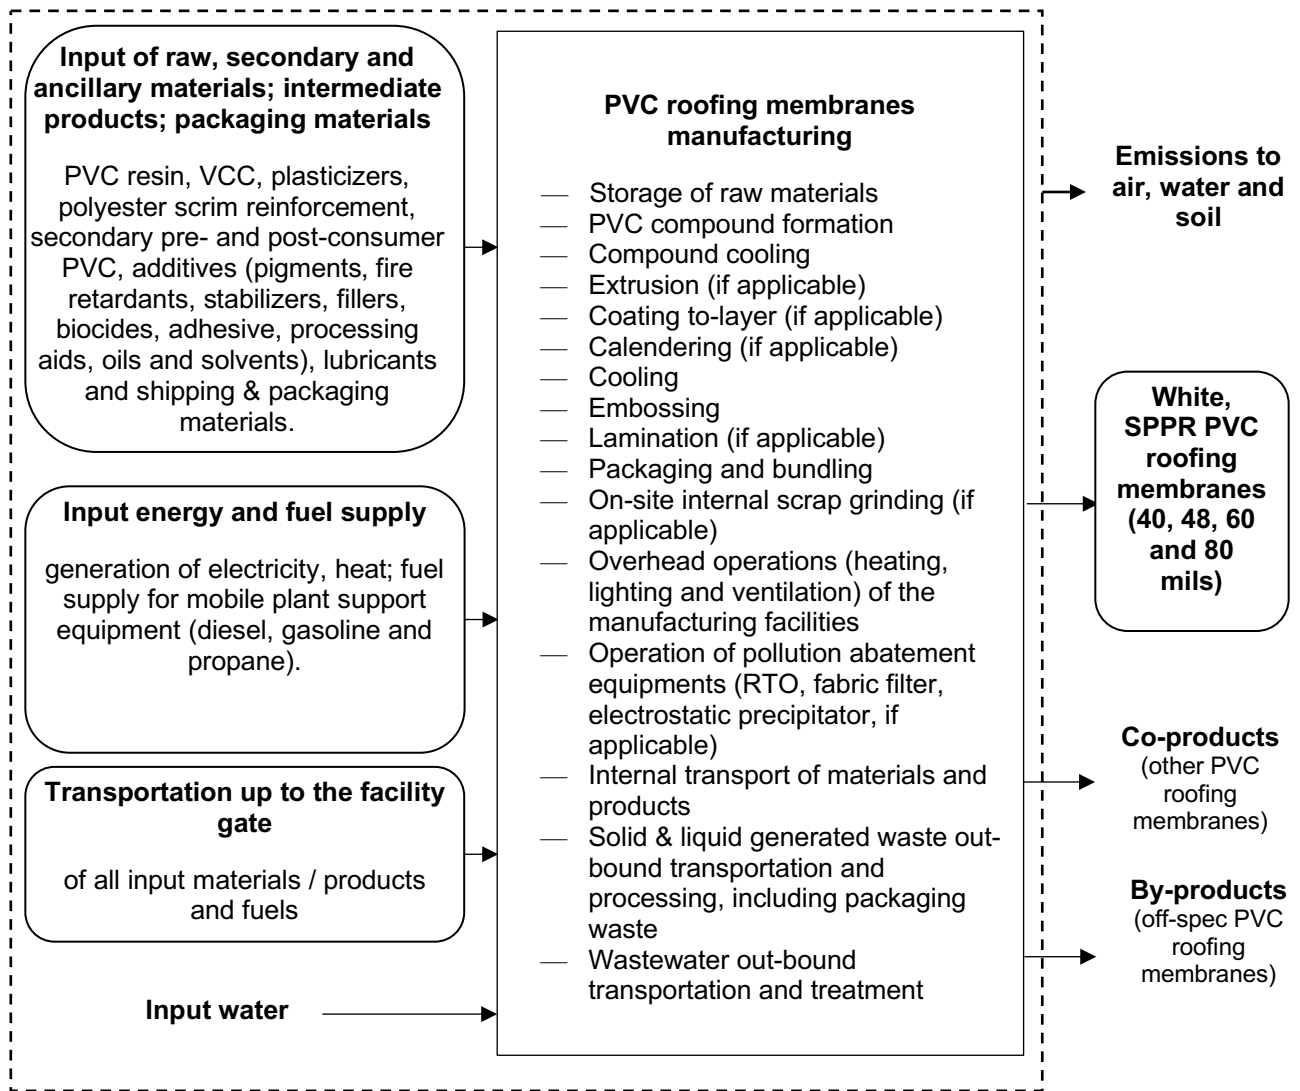 Input of raw, secondary and
ancillary materials; intermediate
products; packaging materials
PVC resin, VCC, plasticizers,
polyester scrim reinforcement,
secondary pre- and post-consumer
PVC, additives (pigments, fire
retardants, stabilizers, fillers,
biocides, adhesive, processing
aids, oils and solvents), lubricants
and shipping & packaging
materials.
Input energy and fuel supply
generation of electricity, heat; fuel
supply for mobile plant support
equipment (diesel, gasoline and
propane).
Transportation up to the facility
gate
of all input materials / products
and fuels
Input water
PVC roofing membranes
manufacturing
— Storage of raw materials
— PVC compound formation
— Compound cooling
— Extrusion (if applicable)
— Coating to-layer (if applicable)
— Calendering (if applicable)
— Cooling
— Embossing
— Lamination (if applicable)
— Packaging and bundling
— On-site internal scrap grinding (if
applicable)
— Overhead operations (heating,
lighting and ventilation) of the
manufacturing facilities
— Operation of pollution abatement
equipments (RTO, fabric filter,
electrostatic precipitator, if
applicable)
— Internal transport of materials and
products
— Solid & liquid generated waste out-
bound transportation and
processing, including packaging
waste
— Wastewater out-bound
transportation and treatment
Emissions to
air, water and
soil
White,
SPPR PVC
roofing
membranes
(40, 48, 60
and 80
mils)
Co-products
(other PVC
roofing
membranes)
By-products
(off-spec PVC
roofing
membranes)